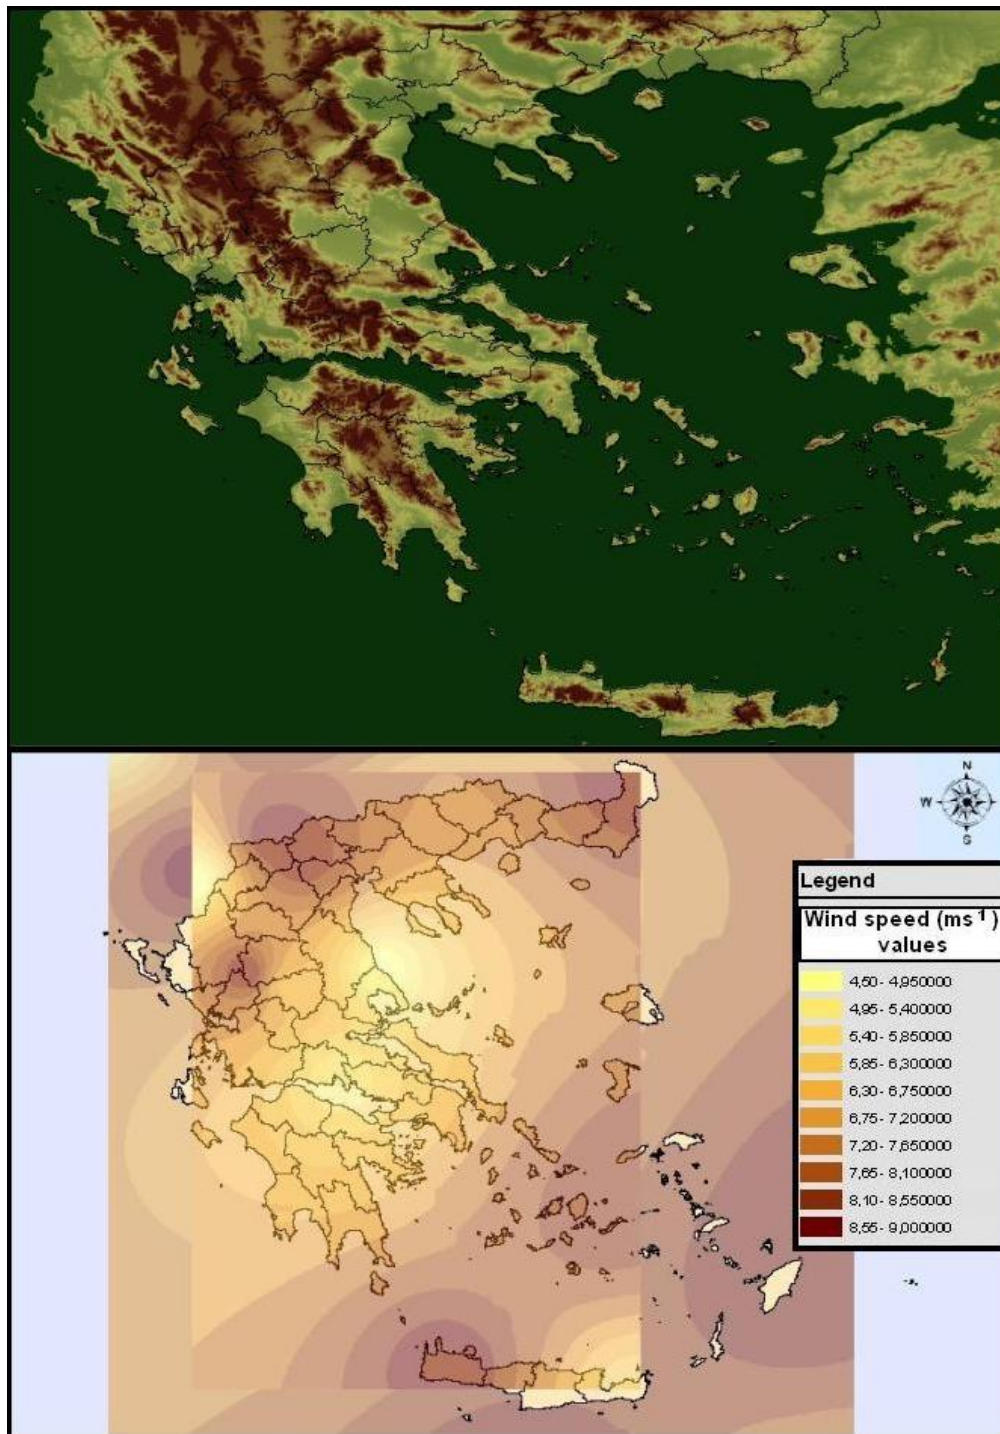 N
W
S
Legend
Wind speed (ms⁻¹)
values
4,50 - 4,950000
4,95 - 5,400000
5,40 - 5,850000
5,85 - 6,300000
6,30 - 6,750000
6,75 - 7,200000
7,20 - 7,650000
7,65 - 8,100000
8,10 - 8,550000
8,55 - 9,000000